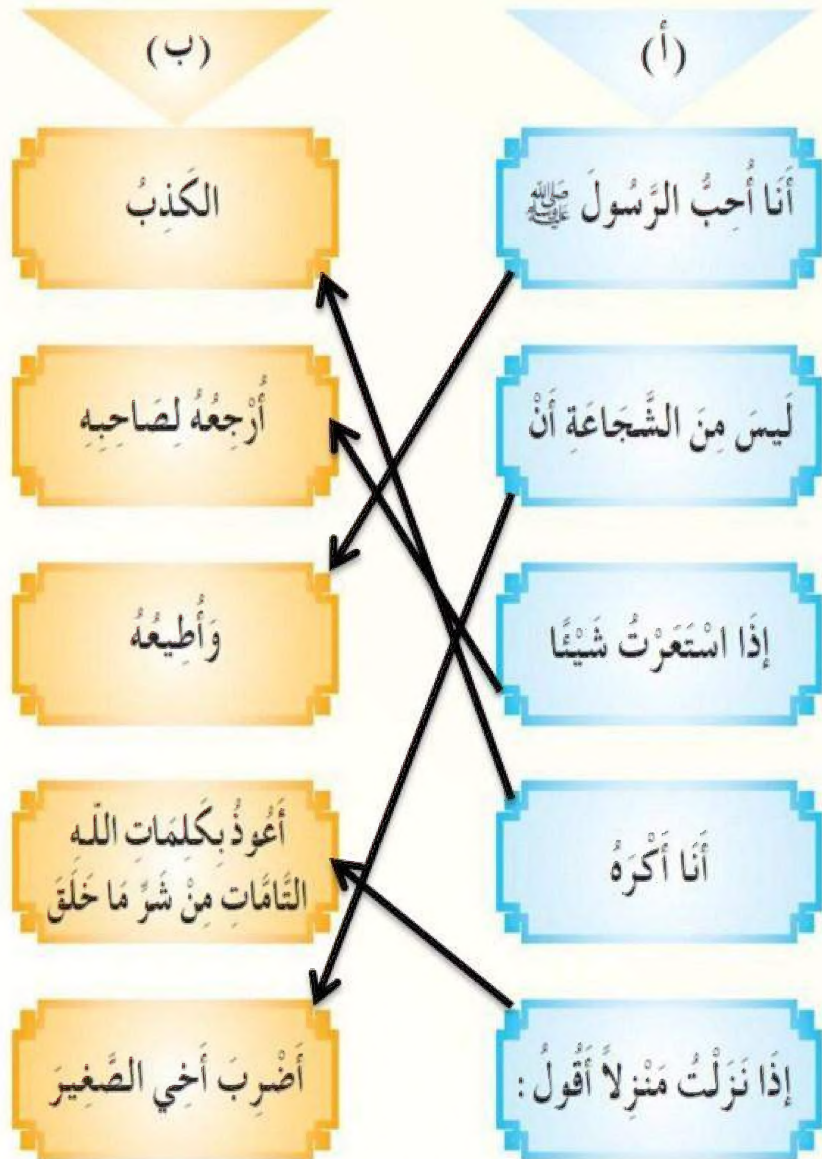 (أ)
(ب)
أَنَا أُحِبُّ الرَّسُولَ ﷺ
الكَذِبُ
لَيسَ مِنَ الشَّجَاعَةِ أَنْ
أُرْجِعُهُ لِصَاحِبِهِ
إِذَا اسْتَعَرْتُ شَيْئًا
وَأُطِيعُهُ
أَنَا أَكْرَهُ
أَعُوذُ بِكَلِمَاتِ اللّهِ
التَّامَّاتِ مِنْ شَرِّ مَا خَلَقَ
إِذَا نَزَلْتُ مَنْزِلاً أَقُولُ :
أَضْرِبَ أَخِي الصَّغِيرَ